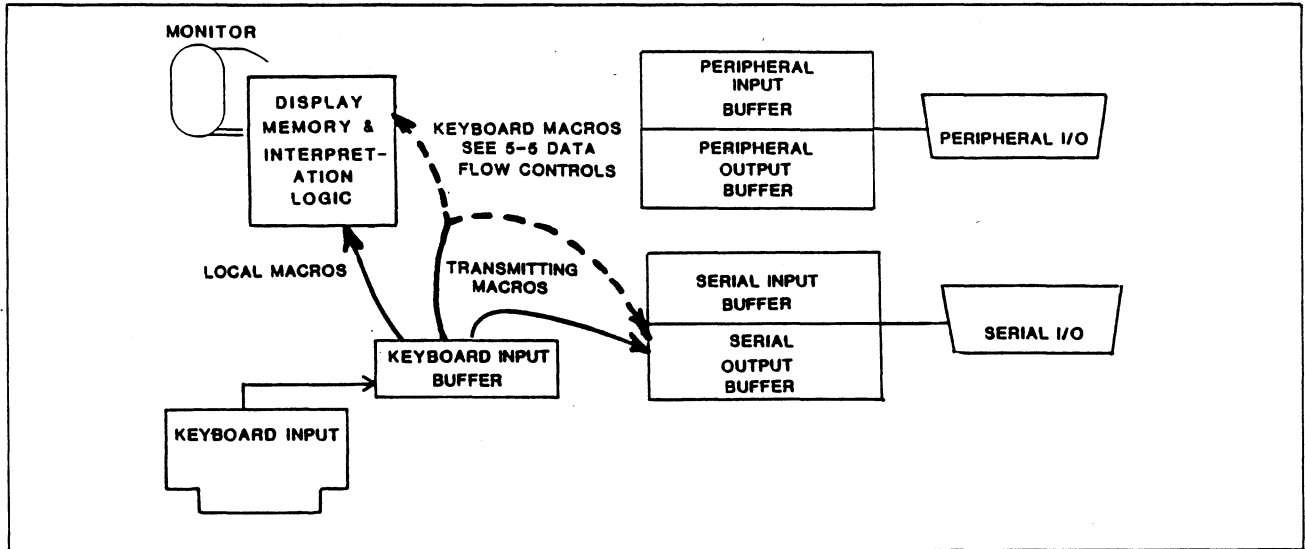 MONITOR
DISPLAY
MEMORY &
INTERPRET-
ATION
LOGIC
KEYBOARD MACROS
SEE 5-5 DATA
FLOW CONTROLS
PERIPHERAL
INPUT
BUFFER
PERIPHERAL
OUTPUT
BUFFER
PERIPHERAL I/O
LOCAL MACROS
TRANSMITTING
MACROS
SERIAL INPUT
BUFFER
SERIAL
OUTPUT
BUFFER
SERIAL I/O
KEYBOARD INPUT
BUFFER
KEYBOARD INPUT